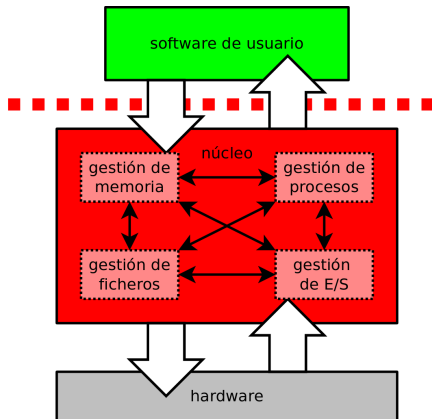 software de usuario
núcleo
gestión de
memoria
gestión de
procesos
gestión de
ficheros
gestión
de E/S
hardware